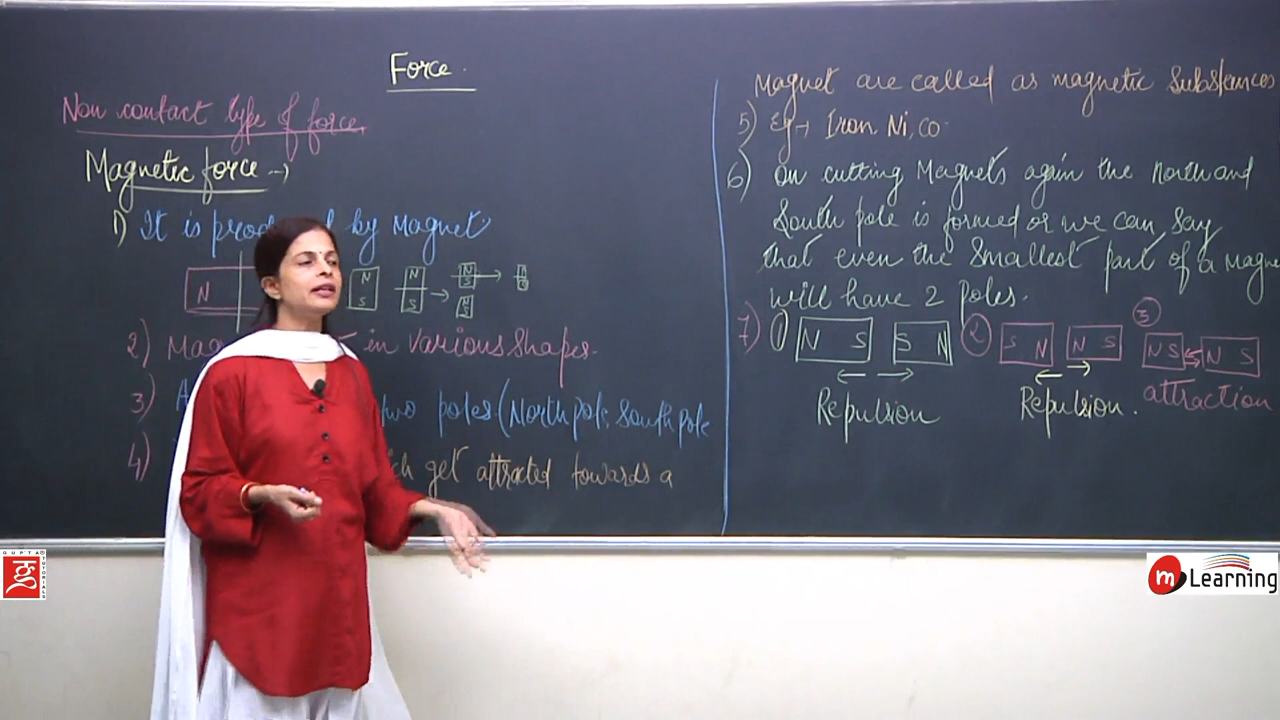 Force.
Non contact type of force
Magnetic force →
1) It is by Magnet
N
N
S
N
S
N
S
N
S
2) in various shapes.
3) two poles (North pole, South pole
4) get attracted towards a
Magnet are called as magnetic substances
5) Eg → Iron Ni, Co
6) On cutting Magnets again the North and
South pole is formed or we can say
that even the Smallest part of a Magne
will have 2 poles.
7) 1 N S S N 2 S N N S 3 N S N S
Repulsion Repulsion. attraction
GUPTA TUTORIALS
m Learning